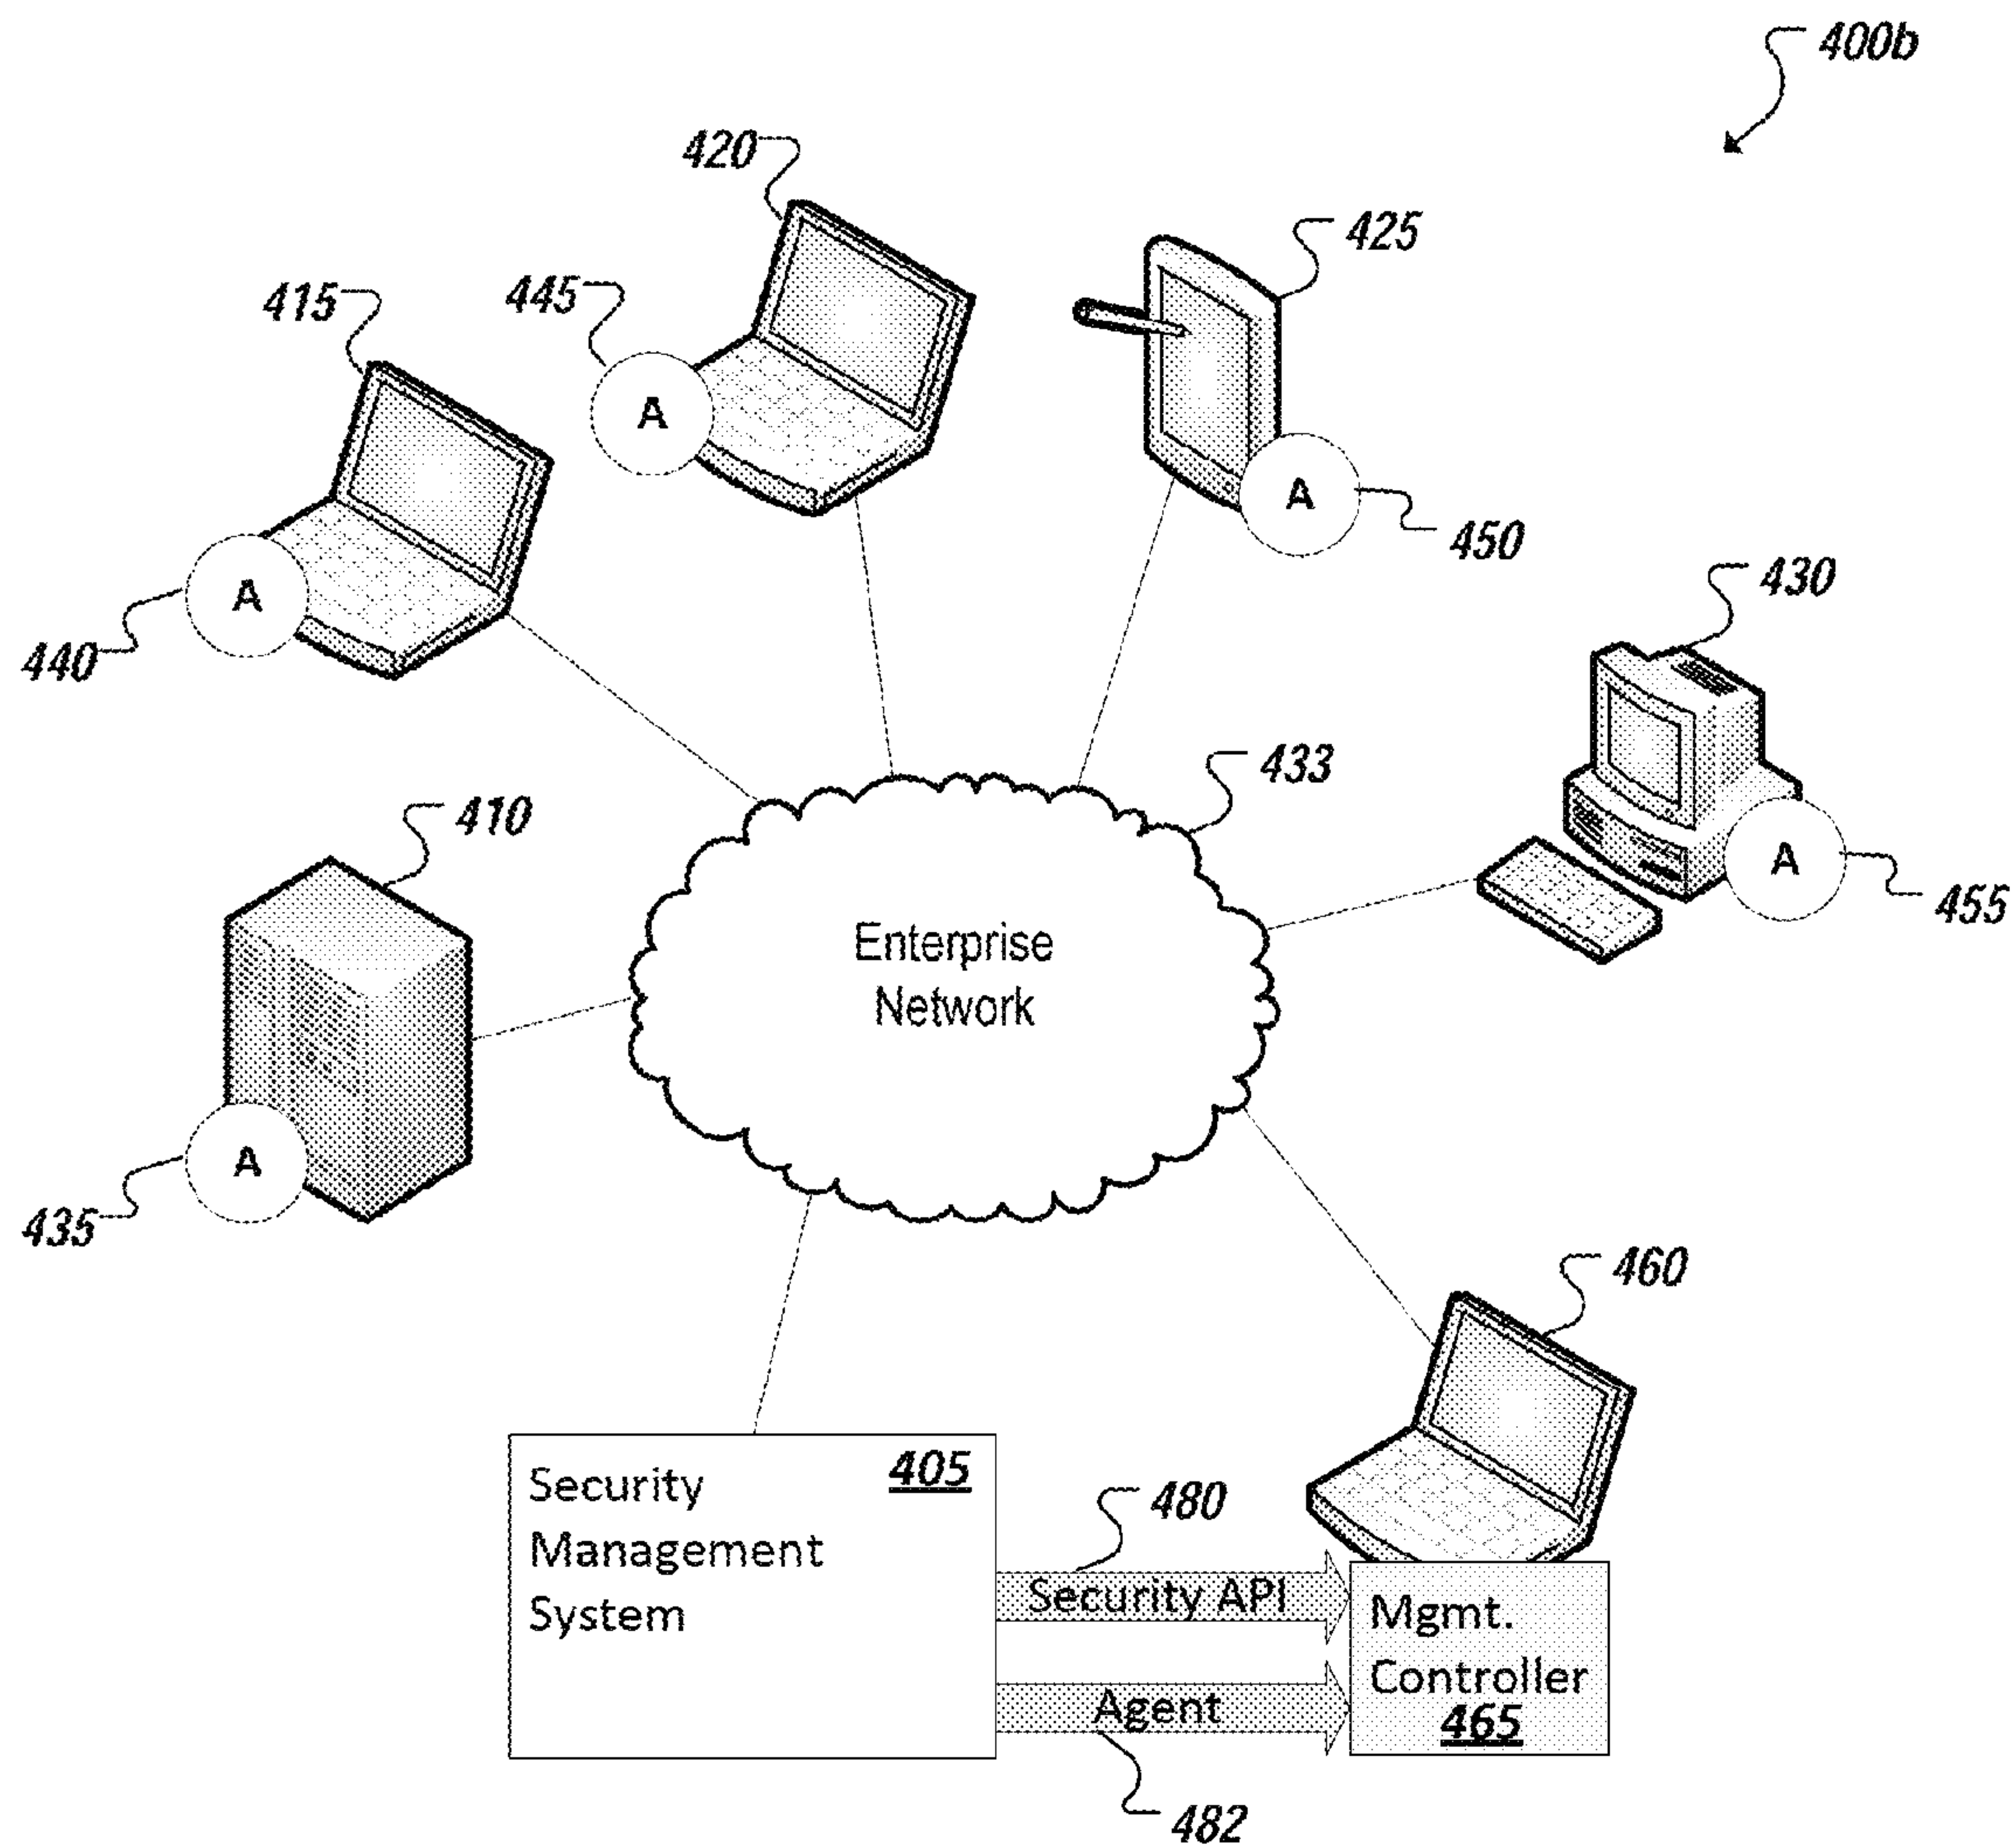 400b
420
425
445
415
A
A
A
450
430
A
440
433
410
A
455
Enterprise
Network
A
435
460
Security
Management
System
405
480
Security API
Mgmt.
Controller
465
Agent
482